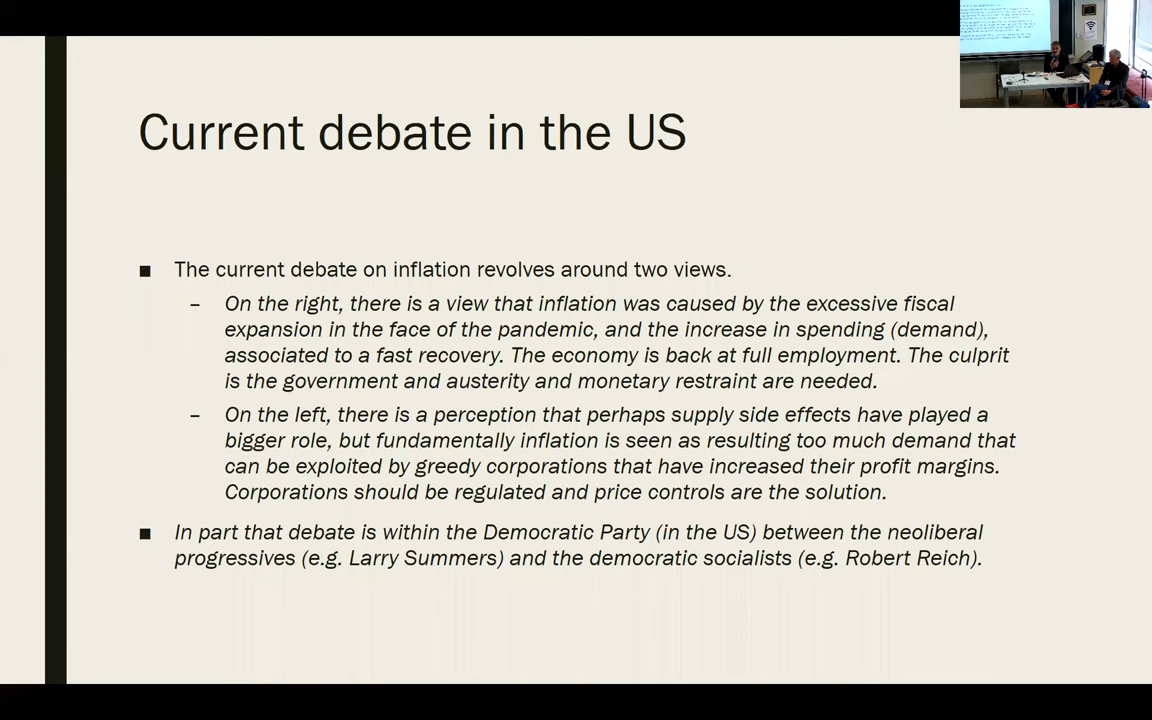 Current debate in the US
■ The current debate on inflation revolves around two views.
– On the right, there is a view that inflation was caused by the excessive fiscal
expansion in the face of the pandemic, and the increase in spending (demand),
associated to a fast recovery. The economy is back at full employment. The culprit
is the government and austerity and monetary restraint are needed.
– On the left, there is a perception that perhaps supply side effects have played a
bigger role, but fundamentally inflation is seen as resulting too much demand that
can be exploited by greedy corporations that have increased their profit margins.
Corporations should be regulated and price controls are the solution.
■ In part that debate is within the Democratic Party (in the US) between the neoliberal
progressives (e.g. Larry Summers) and the democratic socialists (e.g. Robert Reich).